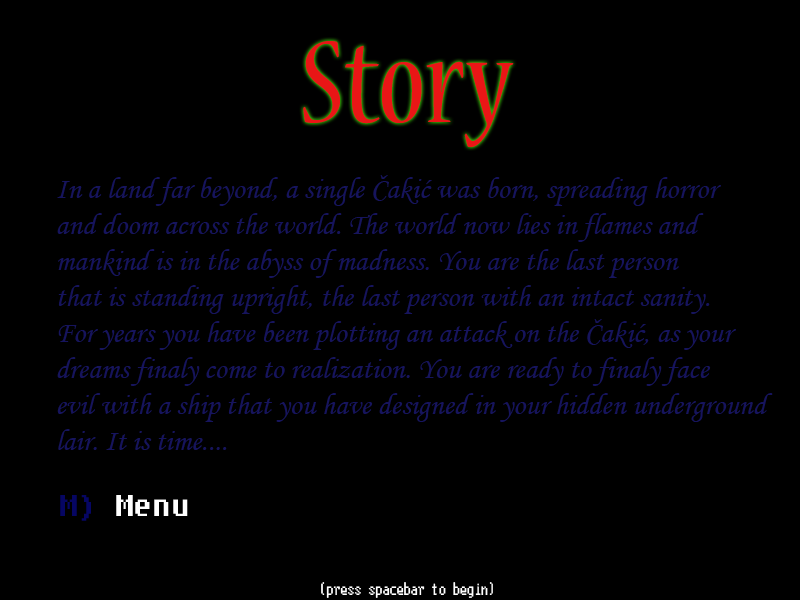 Story
In a land far beyond, a single Čakić was born, spreading horror
and doom across the world. The world now lies in flames and
mankind is in the abyss of madness. You are the last person
that is standing upright, the last person with an intact sanity.
For years you have been plotting an attack on the Čakić, as your
dreams finaly come to realization. You are ready to finaly face
evil with a ship that you have designed in your hidden underground
lair. It is time....
M) Menu
(press spacebar to begin)